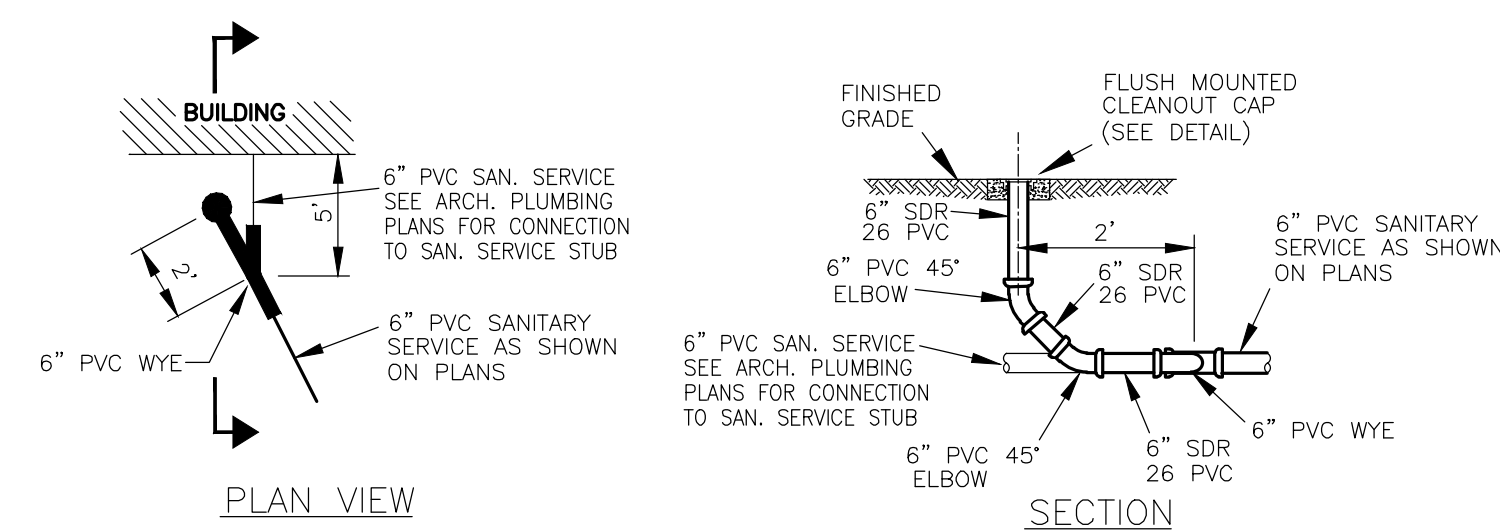 BUILDING
6” PVC SAN. SERVICE
SEE ARCH. PLUMBING
PLANS FOR CONNECTION
TO SAN. SERVICE STUB
5'
2'
6” PVC WYE
6” PVC SANITARY
SERVICE AS SHOWN
ON PLANS
PLAN VIEW
FINISHED
GRADE
FLUSH MOUNTED
CLEANOUT CAP
(SEE DETAIL)
6” SDR
26 PVC
2'
6” PVC SANITARY
SERVICE AS SHOWN
ON PLANS
6” PVC 45°
ELBOW
6” SDR
26 PVC
6” PVC SAN. SERVICE
SEE ARCH. PLUMBING
PLANS FOR CONNECTION
TO SAN. SERVICE STUB
6” PVC 45°
ELBOW
6” SDR
26 PVC
6” PVC WYE
SECTION